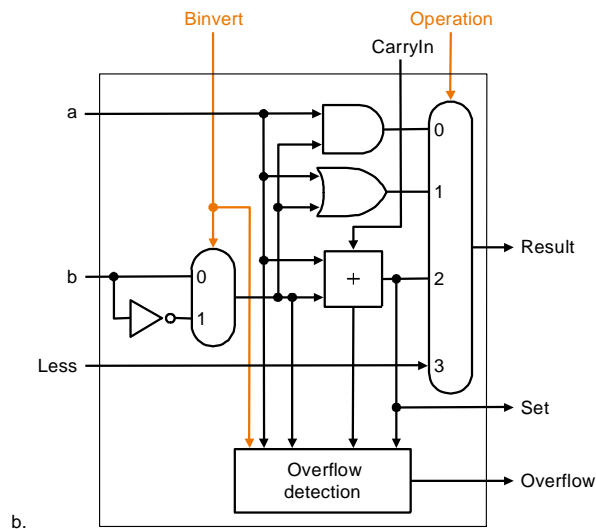 Binvert
Operation
CarryIn
a
0
1
b
0
+
2
Result
1
Less
3
Set
Overflow
detection
Overflow
b.